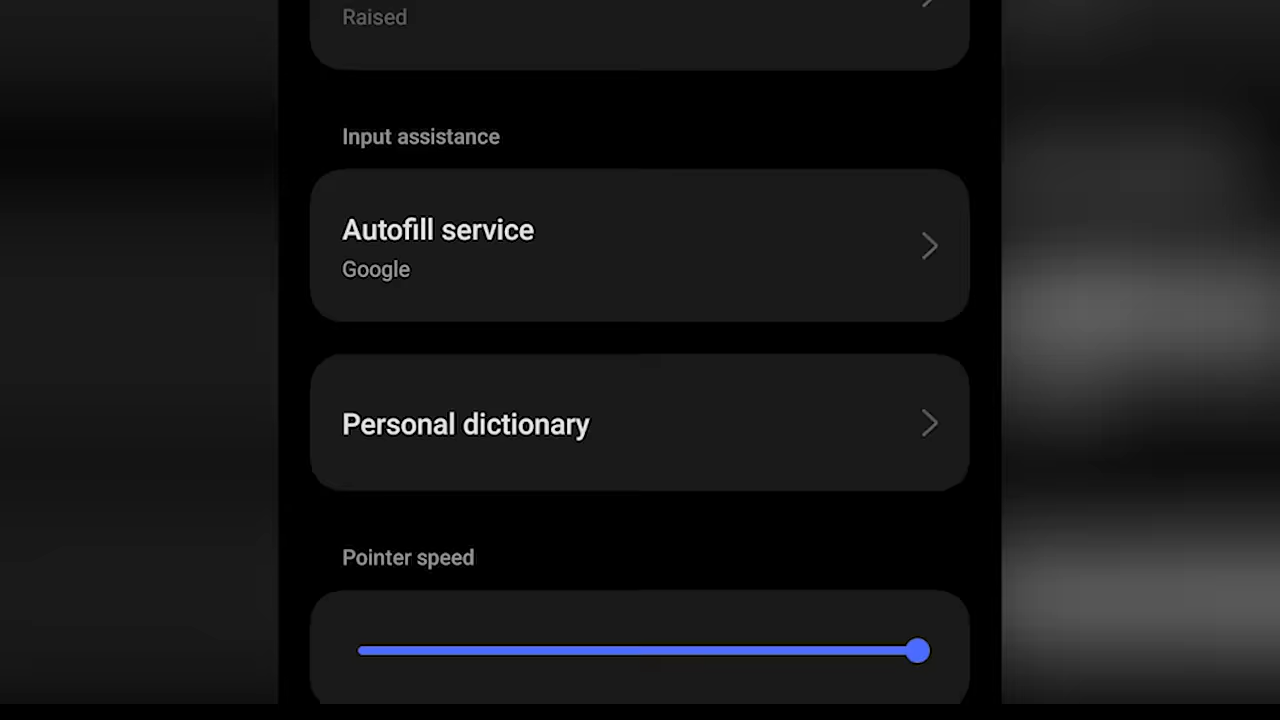 Raised
Input assistance
Autofill service
Google
Personal dictionary
Pointer speed